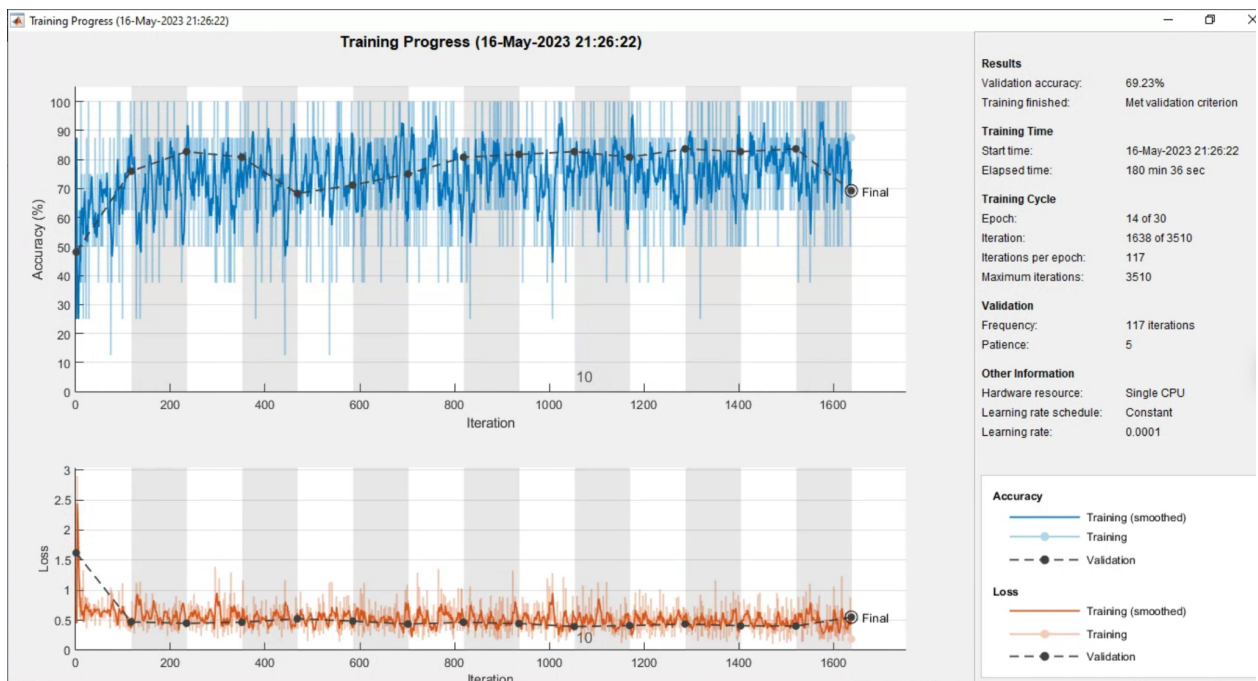 Training Progress (16-May-2023 21:26:22)
Training Progress (16-May-2023 21:26:22)
Accuracy (%)
100
90
80
70
60
50
40
30
20
10
0
Final
10
0 200 400 600 800 1000 1200 1400 1600
Iteration
Loss
3
2.5
2
1.5
1
0.5
0
Final
10
0 200 400 600 800 1000 1200 1400 1600
Iteration
Results
Validation accuracy: 69.23%
Training finished: Met validation criterion
Training Time
Start time: 16-May-2023 21:26:22
Elapsed time: 180 min 36 sec
Training Cycle
Epoch: 14 of 30
Iteration: 1638 of 3510
Iterations per epoch: 117
Maximum iterations: 3510
Validation
Frequency: 117 iterations
Patience: 5
Other Information
Hardware resource: Single CPU
Learning rate schedule: Constant
Learning rate: 0.0001
Accuracy
Training (smoothed)
Training
Validation
Loss
Training (smoothed)
Training
Validation